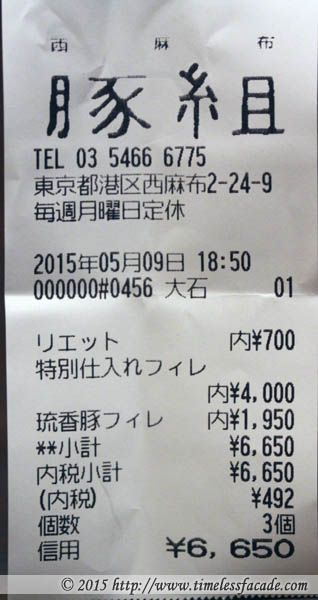 西麻布
豚組
TEL 03 5466 6775
東京都港区西麻布2-24-9
毎週月曜日定休
2015年05月09日 18:50
000000#0456 大石 01
リエット 内¥700
特別仕入れフィレ
内¥4,000
琉香豚フィレ 内¥1,950
**小計 ¥6,650
内税小計 ¥6,650
(内税) ¥492
個数 3個
信用 ¥6,650
© 2015 http://www.timelessfacade.com